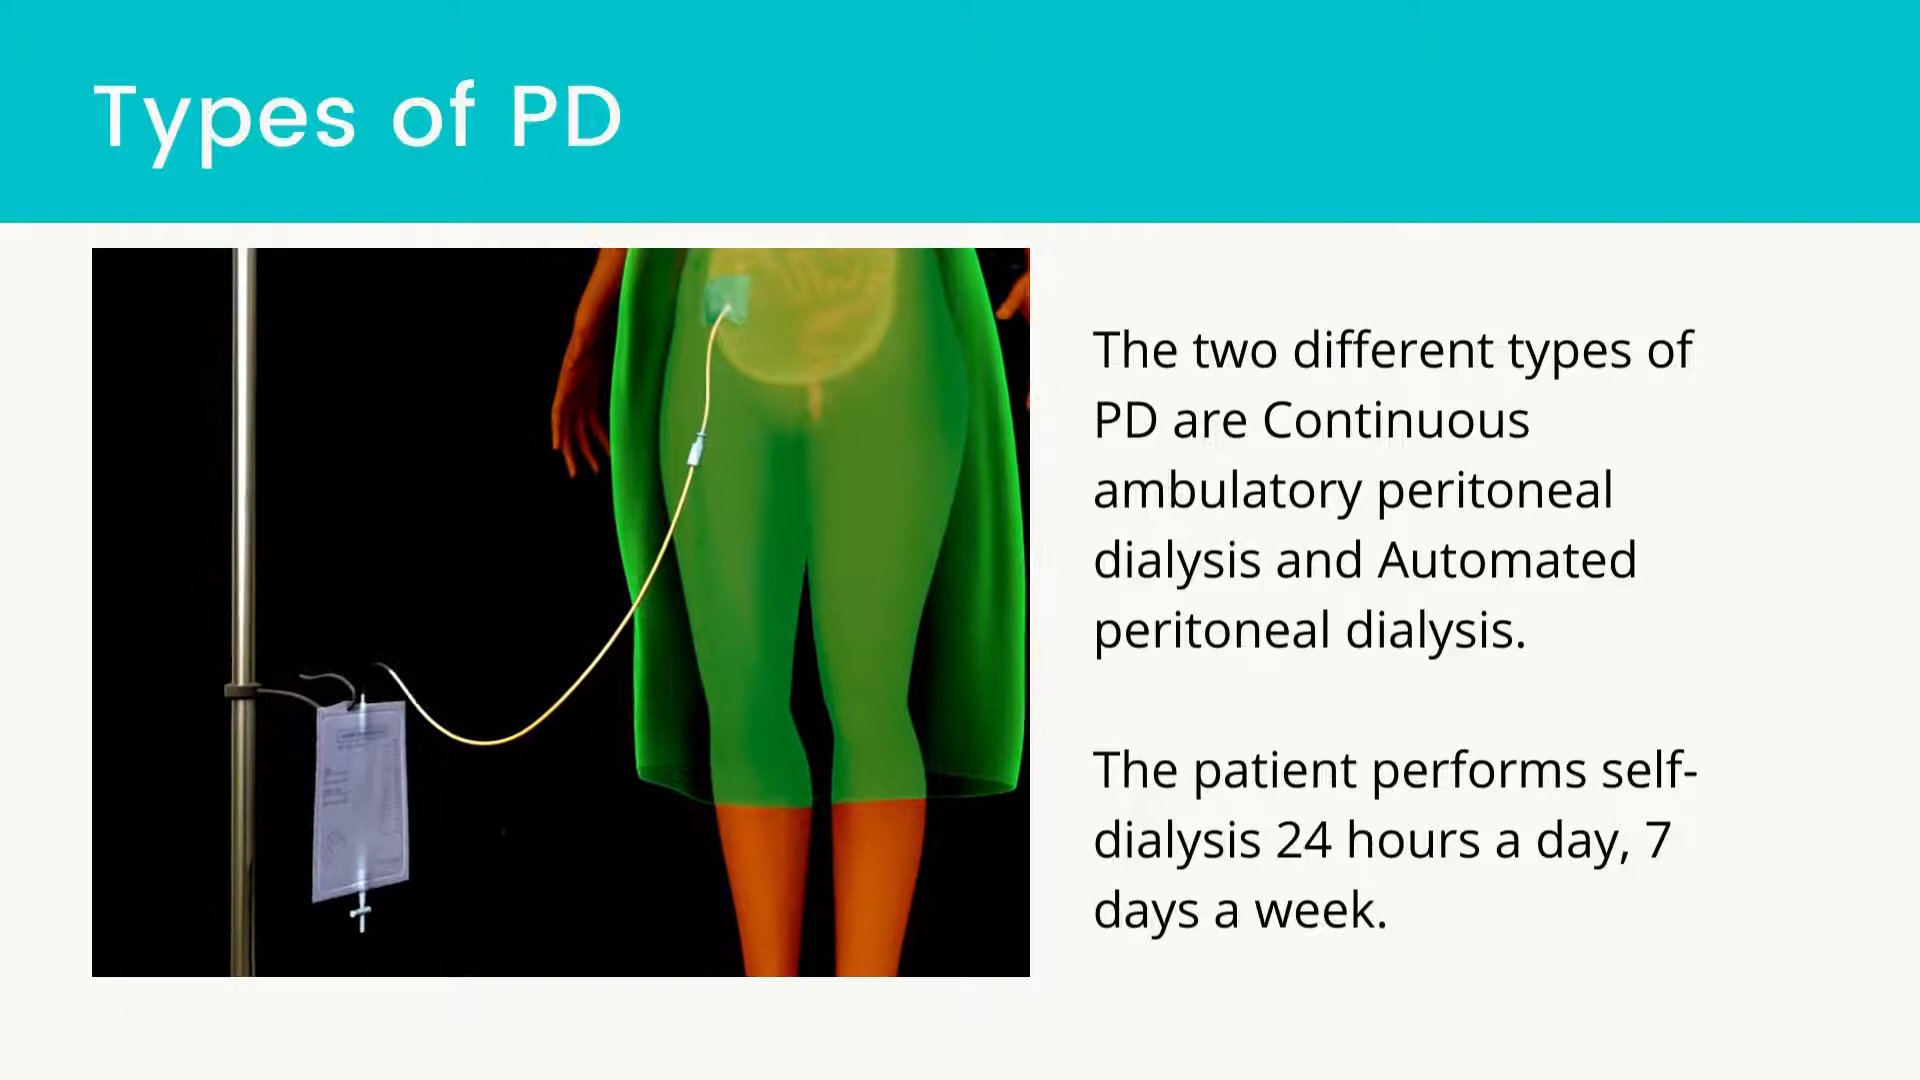 Types of PD
The two different types of
PD are Continuous
ambulatory peritoneal
dialysis and Automated
peritoneal dialysis.
The patient performs self-
dialysis 24 hours a day, 7
days a week.